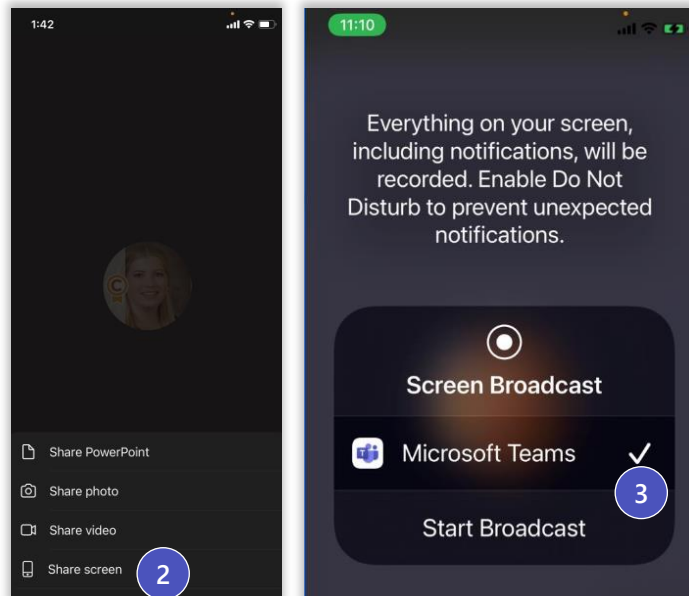 1:42
Share PowerPoint
Share photo
Share video
Share screen
2
11:10
Everything on your screen,
including notifications, will be
recorded. Enable Do Not
Disturb to prevent unexpected
notifications.
Screen Broadcast
Microsoft Teams
3
Start Broadcast